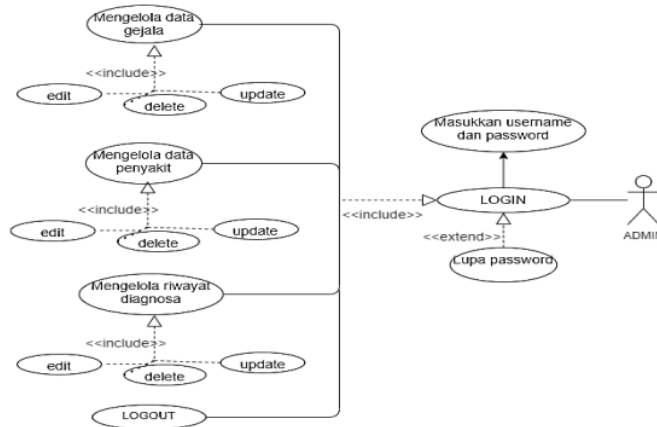 Mengelola data
gejala
<<include>>
edit
delete
update
Mengelola data
penyakit
<<include>>
edit
delete
update
Mengelola riwayat
diagnosa
<<include>>
edit
delete
update
LOGOUT
<<include>>
Masukkan username
dan password
LOGIN
<<extend>>
Lupa password
ADMIN